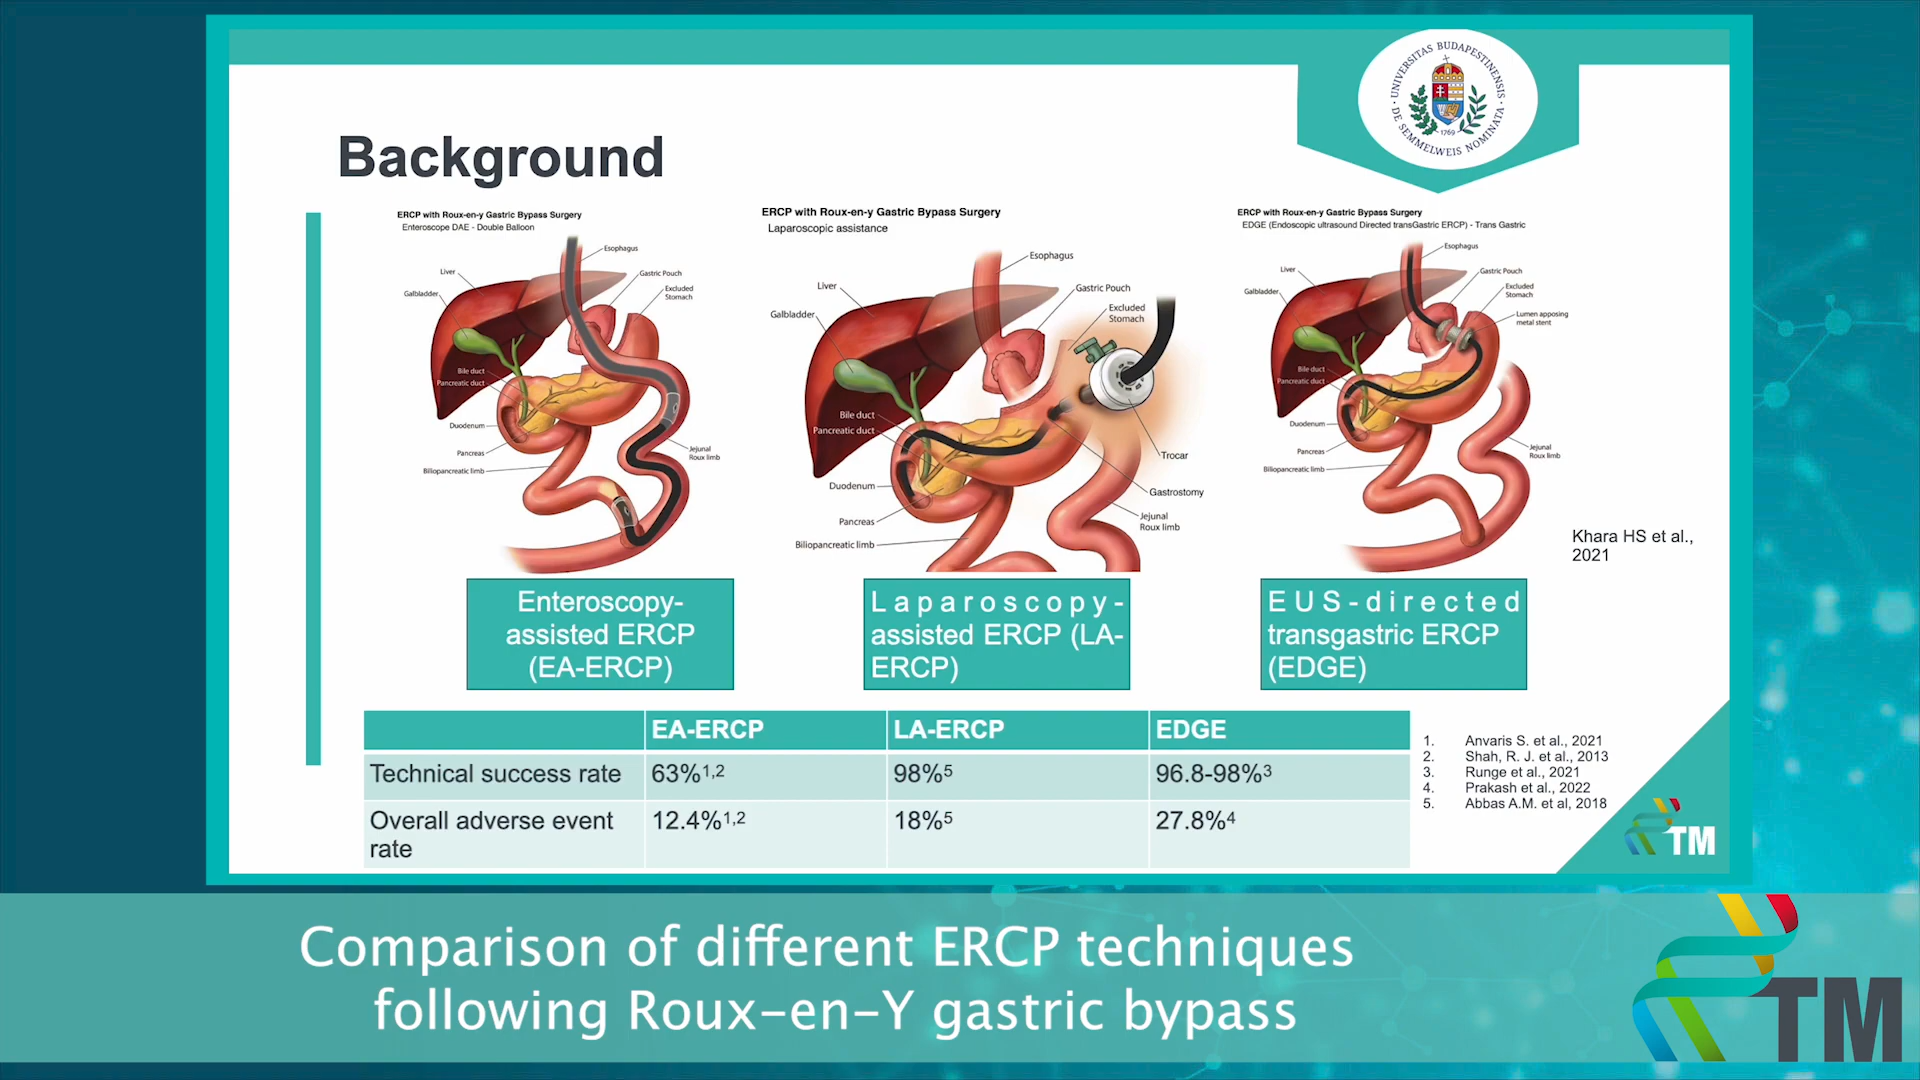 UNIVERSITAS BUDAPESTINENSIS
DE SEMMELWEIS NOMINATA
1769
Background
ERCP with Roux-en-y Gastric Bypass Surgery
Enteroscope DAE - Double Balloon
Esophagus
Liver
Gastric Pouch
Galbladder
Excluded
Stomach
Bile duct
Pancreatic duct
Duodenum
Jejunal
Roux limb
Pancreas
Biliopancreatic limb
ERCP with Roux-en-y Gastric Bypass Surgery
Laparoscopic assistance
Esophagus
Liver
Gastric Pouch
Galbladder
Excluded
Stomach
Bile duct
Pancreatic duct
Trocar
Duodenum
Gastrostomy
Pancreas
Jejunal
Roux limb
Biliopancreatic limb
ERCP with Roux-en-y Gastric Bypass Surgery
EDGE (Endoscopic ultrasound Directed transGastric ERCP) - Trans Gastric
Esophagus
Liver
Gastric Pouch
Galbladder
Excluded
Stomach
Lumen apposing
metal stent
Bile duct
Pancreatic duct
Duodenum
Jejunal
Roux limb
Pancreas
Biliopancreatic limb
Khara HS et al.,
2021
Enteroscopy-
assisted ERCP
(EA-ERCP)
Laparoscopy-
assisted ERCP (LA-
ERCP)
EUS-directed
transgastric ERCP
(EDGE)
EA-ERCP LA-ERCP EDGE
Technical success rate 63%1,2 98%5 96.8-98%3
Overall adverse event
rate 12.4%1,2 18%5 27.8%4
1. Anvaris S. et al., 2021
2. Shah, R. J. et al., 2013
3. Runge et al., 2021
4. Prakash et al., 2022
5. Abbas A.M. et al, 2018
TM
Comparison of different ERCP techniques
following Roux-en-Y gastric bypass
TM